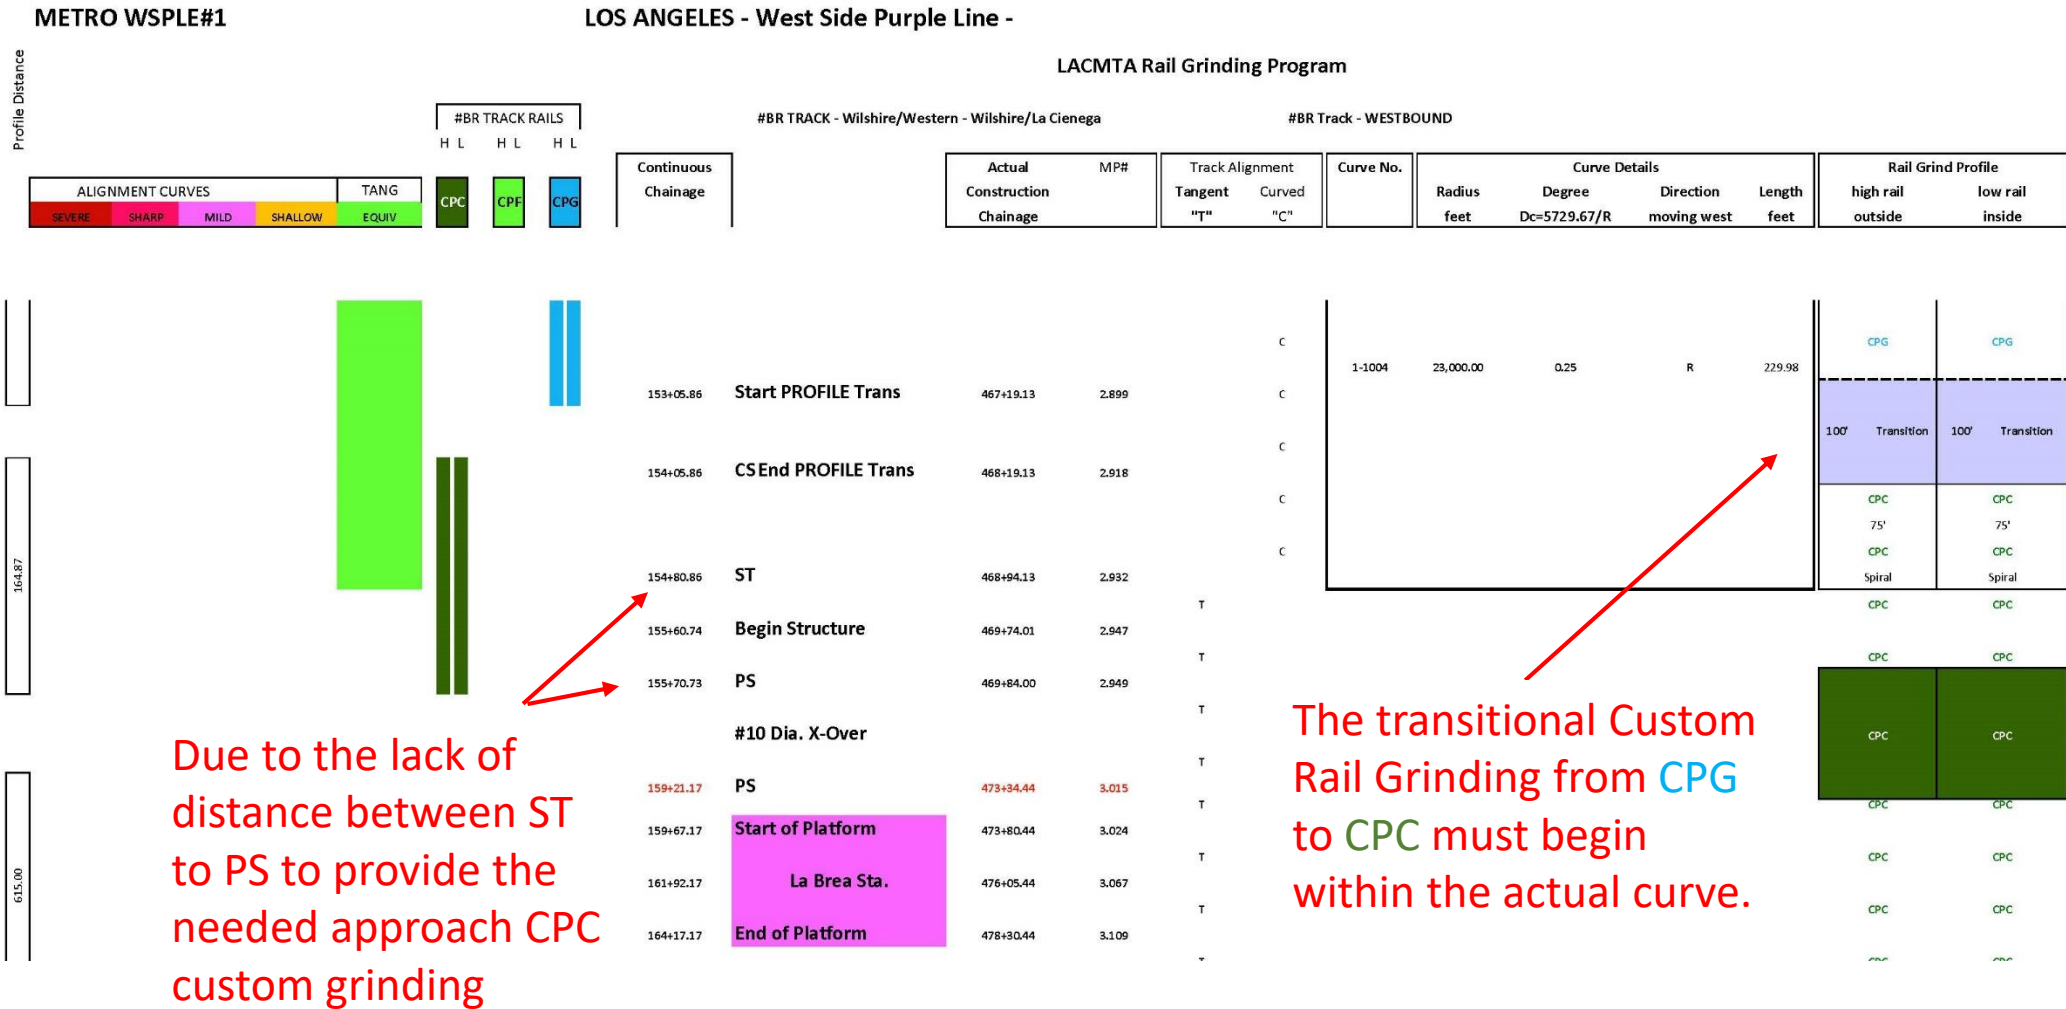 METRO WSPLE#1
LOS ANGELES - West Side Purple Line -
LACMTA Rail Grinding Program
Profile Distance
#BR TRACK RAILS
#BR TRACK - Wilshire/Western - Wilshire/La Cienega
#BR Track - WESTBOUND
H L H L H L
Continuous Actual MP# Track Alignment Curve No. Curve Details Rail Grind Profile
ALIGNMENT CURVES TANG CPC CPF CPG Chainage Construction Tangent Curved Radius Degree Direction Length high rail low rail
SEVERE SHARP MILD SHALLOW EQUIV Chainage "T" "C" feet Dc=5729.67/R moving west feet outside inside
C CPG CPG
1-1004 23,000.00 0.25 R 229.98
153+05.86 Start PROFILE Trans 467+19.13 2.899 C
100' Transition 100' Transition
C
154+05.86 CSEnd PROFILE Trans 468+19.13 2.918
C CPC CPC
75' 75'
C CPC CPC
164.87
154+80.86 ST 468+94.13 2.932 Spiral Spiral
T CPC CPC
155+60.74 Begin Structure 469+74.01 2.947
T CPC CPC
155+70.73 PS 469+84.00 2.949
T
#10 Dia. X-Over CPC CPC
T
159+21.17 PS 473+34.44 3.015
T CPC CPC
159+67.17 Start of Platform 473+80.44 3.024
T CPC CPC
615.00
161+92.17 La Brea Sta. 476+05.44 3.067
T CPC CPC
164+17.17 End of Platform 478+30.44 3.109
Due to the lack of
distance between ST
to PS to provide the
needed approach CPC
custom grinding
The transitional Custom
Rail Grinding from CPG
to CPC must begin
within the actual curve.